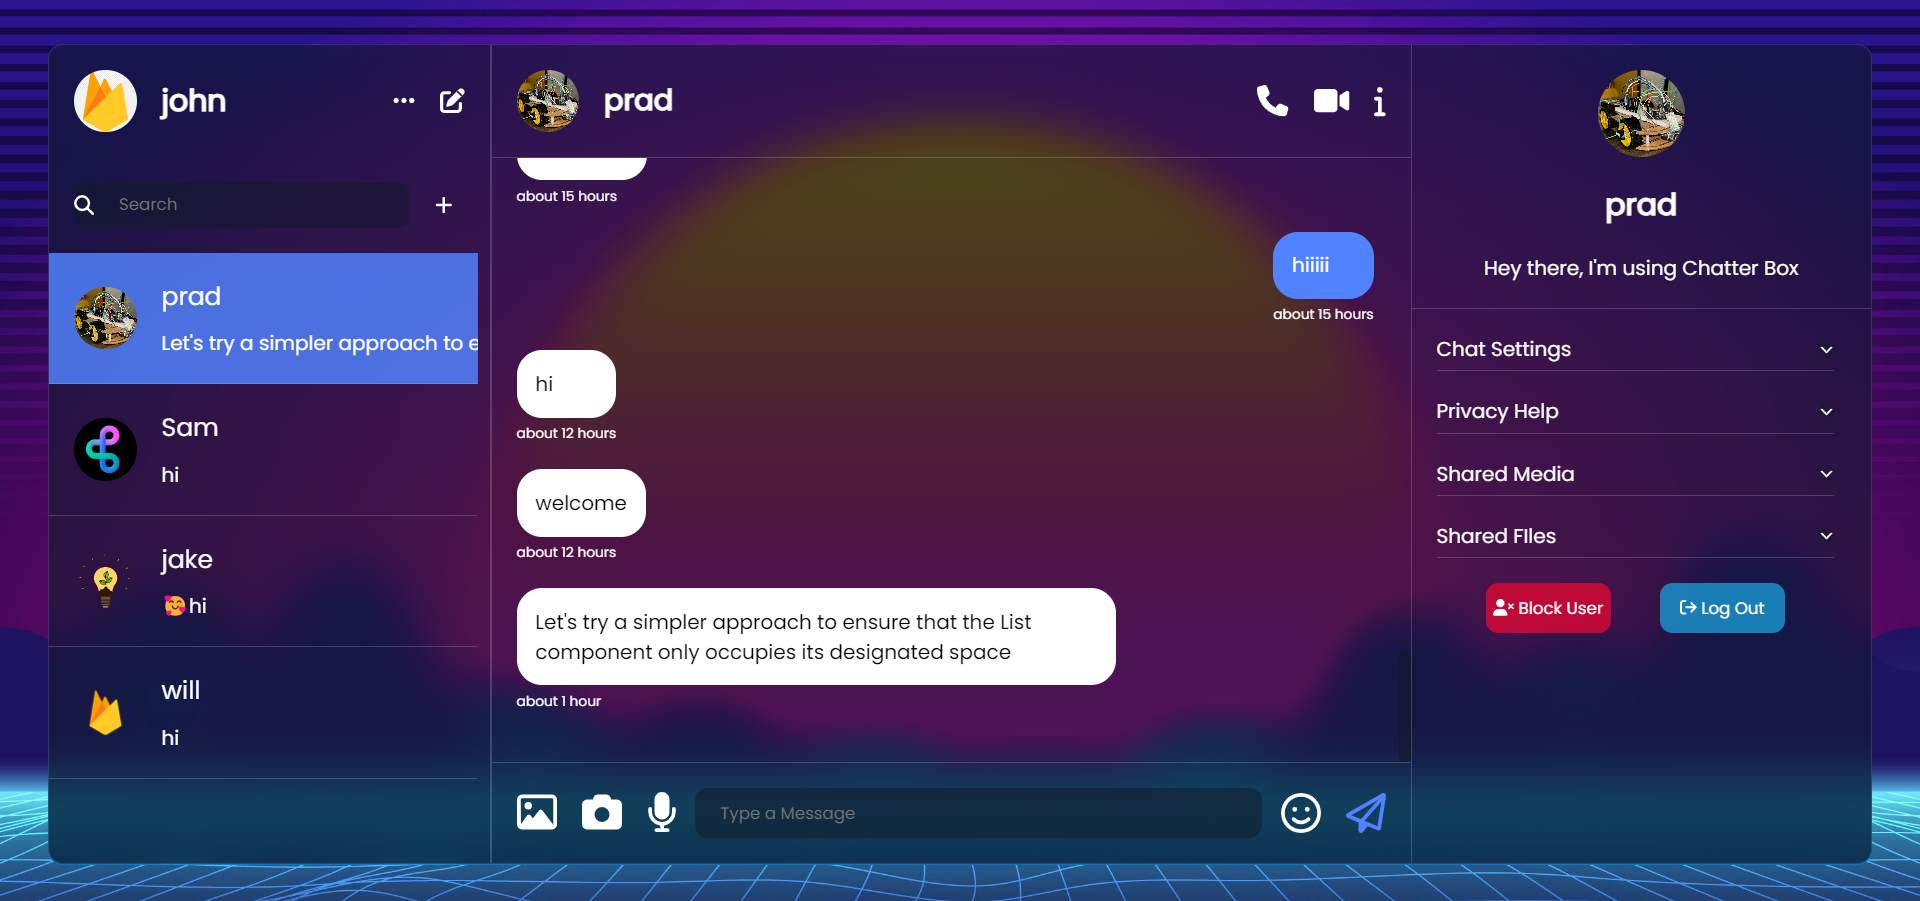 john
Search
prad
Let's try a simpler approach to e
Sam
hi
jake
🥰hi
will
hi
prad
about 15 hours
hiiiii
about 15 hours
hi
about 12 hours
welcome
about 12 hours
Let's try a simpler approach to ensure that the List
component only occupies its designated space
about 1 hour
Type a Message
prad
Hey there, I'm using Chatter Box
Chat Settings
Privacy Help
Shared Media
Shared FIles
Block User
Log Out